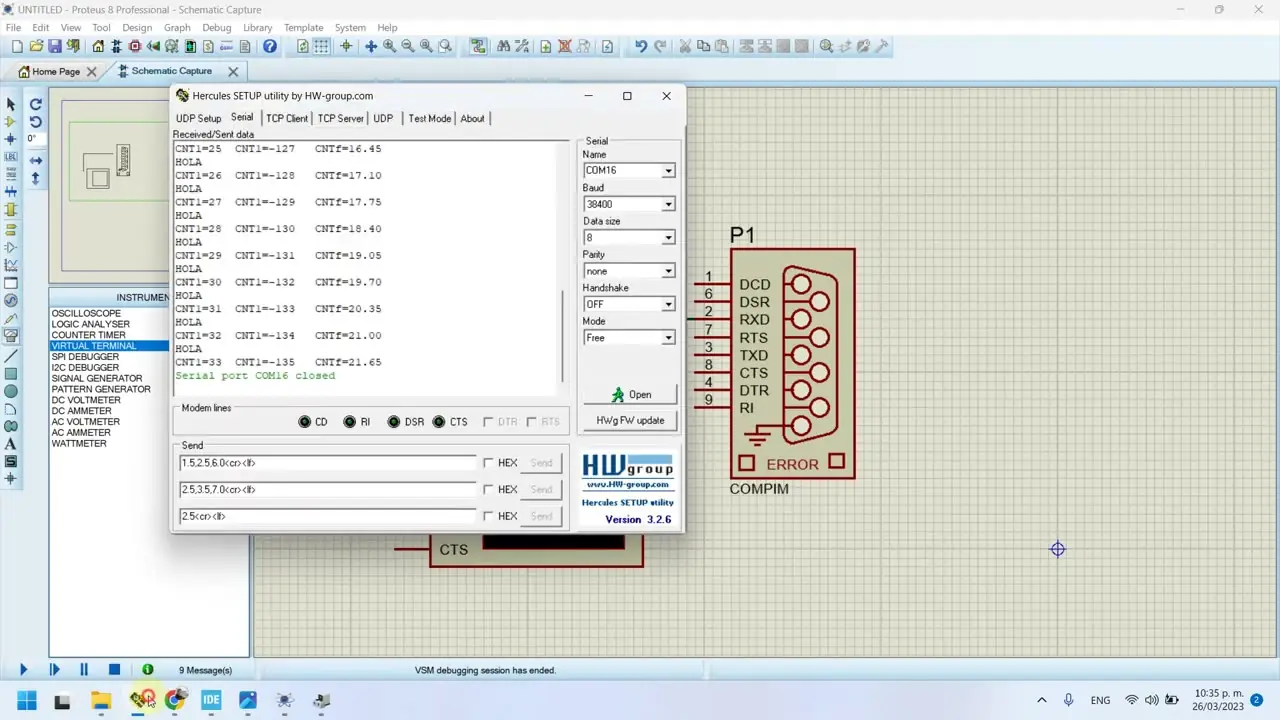 UNTITLED - Proteus 8 Professional - Schematic Capture
File Edit View Tool Design Graph Debug Library Template System Help
Home Page
Schematic Capture
0°
INSTRUMEN
OSCILLOSCOPE
LOGIC ANALYSER
COUNTER TIMER
VIRTUAL TERMINAL
SPI DEBUGGER
I2C DEBUGGER
SIGNAL GENERATOR
PATTERN GENERATOR
DC VOLTMETER
DC AMMETER
AC VOLTMETER
AC AMMETER
WATTMETER
Hercules SETUP utility by HW-group.com
UDP Setup Serial TCP Client TCP Server UDP Test Mode About
Received/Sent data
CNT1=25 CNT1=-127 CNTf=16.45
HOLA
CNT1=26 CNT1=-128 CNTf=17.10
HOLA
CNT1=27 CNT1=-129 CNTf=17.75
HOLA
CNT1=28 CNT1=-130 CNTf=18.40
HOLA
CNT1=29 CNT1=-131 CNTf=19.05
HOLA
CNT1=30 CNT1=-132 CNTf=19.70
HOLA
CNT1=31 CNT1=-133 CNTf=20.35
HOLA
CNT1=32 CNT1=-134 CNTf=21.00
HOLA
CNT1=33 CNT1=-135 CNTf=21.65
Serial port COM16 closed
Serial
Name
COM16
Baud
38400
Data size
8
Parity
none
Handshake
OFF
Mode
Free
Open
HWg FW update
Modem lines
CD RI DSR CTS DTR RTS
Send
1.5,2.5,6.0<cr><lf> HEX Send
2.5,3.5,7.0<cr><lf> HEX Send
2.5<cr><lf> HEX Send
HWgroup
www.HW-group.com
Hercules SETUP utility
Version 3.2.6
P1
1 DCD
6 DSR
2 RXD
7 RTS
3 TXD
8 CTS
4 DTR
9 RI
ERROR
COMPIM
CTS
9 Message(s)
VSM debugging session has ended.
IDE
ENG
10:35 p. m.
26/03/2023
2